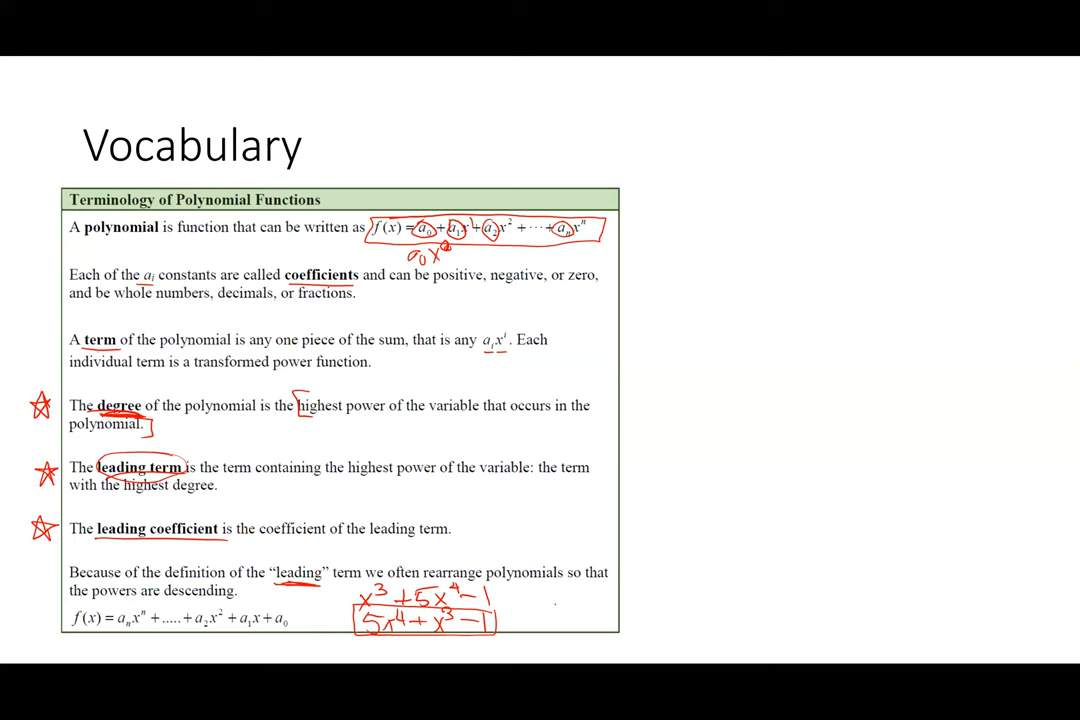 Vocabulary
Terminology of Polynomial Functions
A polynomial is function that can be written as f(x) = a₀ + a₁x¹ + a₂x² + ··· + aₙxⁿ
a₀x⁰
Each of the aᵢ constants are called coefficients and can be positive, negative, or zero,
and be whole numbers, decimals, or fractions.
A term of the polynomial is any one piece of the sum, that is any aᵢxⁱ. Each
individual term is a transformed power function.
The degree of the polynomial is the highest power of the variable that occurs in the
polynomial.
The leading term is the term containing the highest power of the variable: the term
with the highest degree.
The leading coefficient is the coefficient of the leading term.
Because of the definition of the “leading” term we often rearrange polynomials so that
the powers are descending.
x³ + 5x⁴ − 1
f(x) = aₙxⁿ + ..... + a₂x² + a₁x + a₀
5x⁴ + x³ − 1